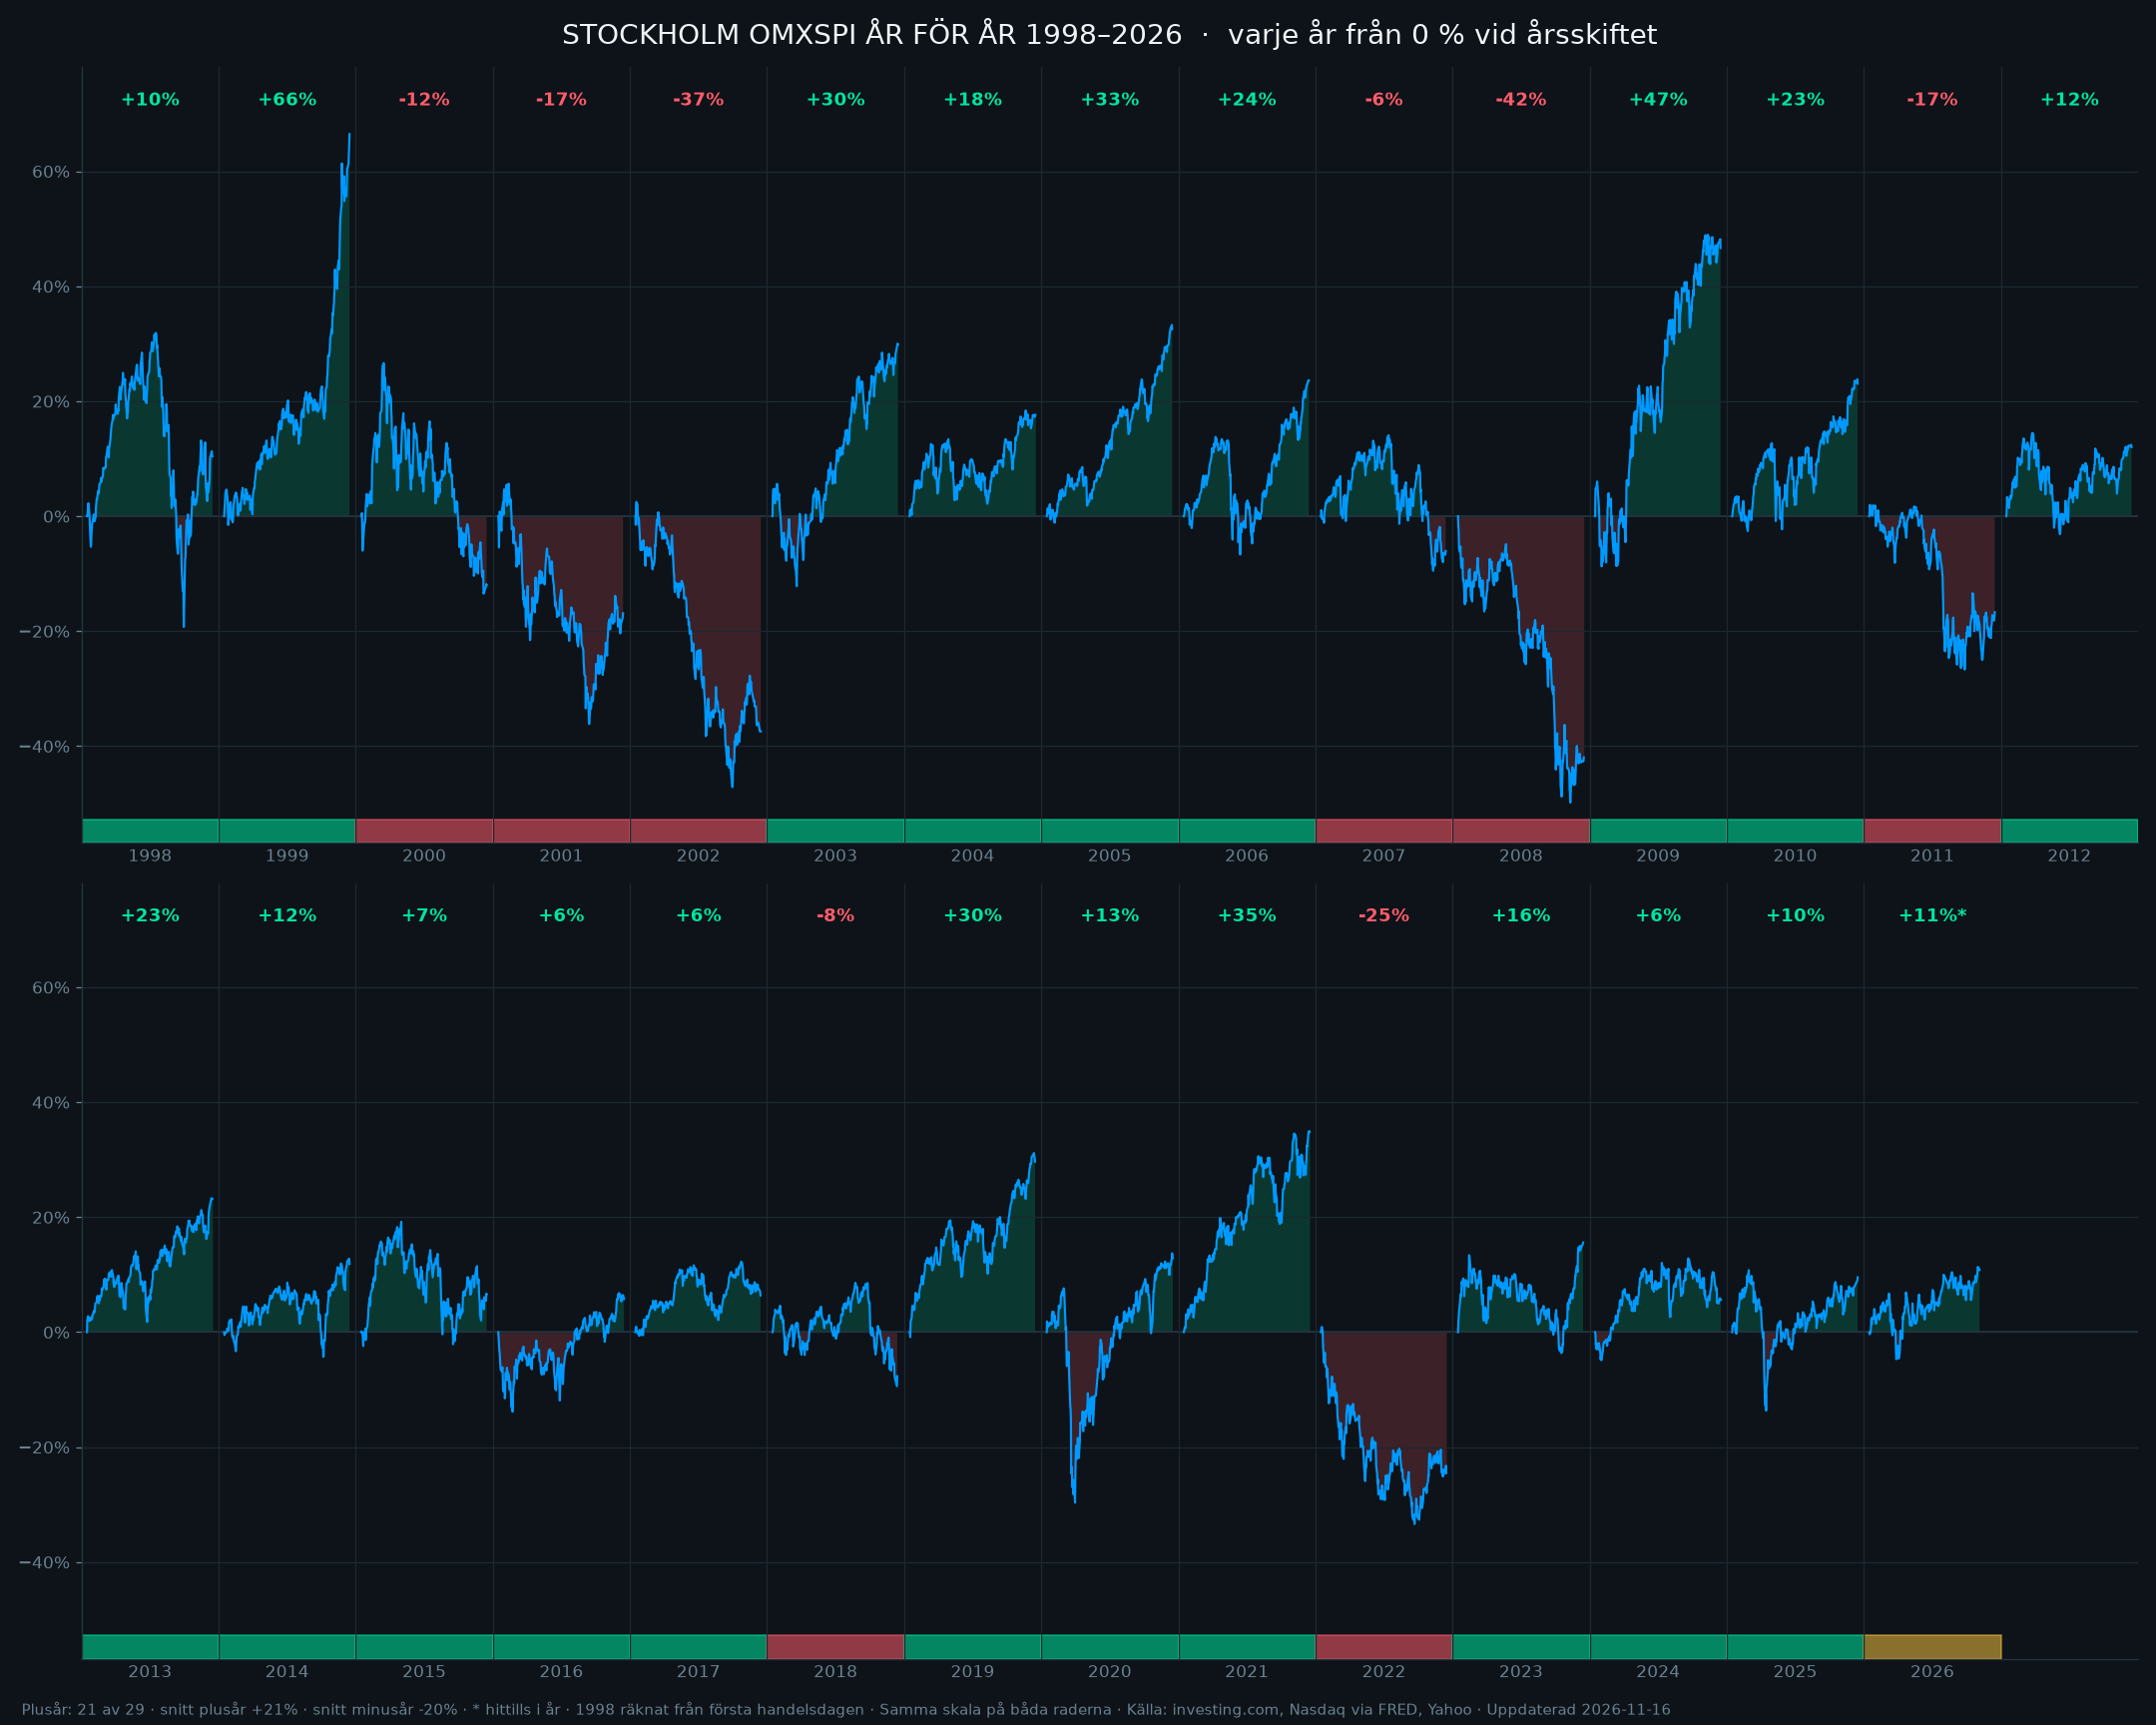 STOCKHOLM OMXSPI ÅR FÖR ÅR 1998–2026 · varje år från 0 % vid årsskiftet
+10% +66% -12% -17% -37% +30% +18% +33% +24% -6% -42% +47% +23% -17% +12%
60%
40%
20%
0%
−20%
−40%
1998 1999 2000 2001 2002 2003 2004 2005 2006 2007 2008 2009 2010 2011 2012
+23% +12% +7% +6% +6% -8% +30% +13% +35% -25% +16% +6% +10% +11%*
60%
40%
20%
0%
−20%
−40%
2013 2014 2015 2016 2017 2018 2019 2020 2021 2022 2023 2024 2025 2026
Plusår: 21 av 29 · snitt plusår +21% · snitt minusår -20% · * hittills i år · 1998 räknat från första handelsdagen · Samma skala på båda raderna · Källa: investing.com, Nasdaq via FRED, Yahoo · Uppdaterad 2026-11-16